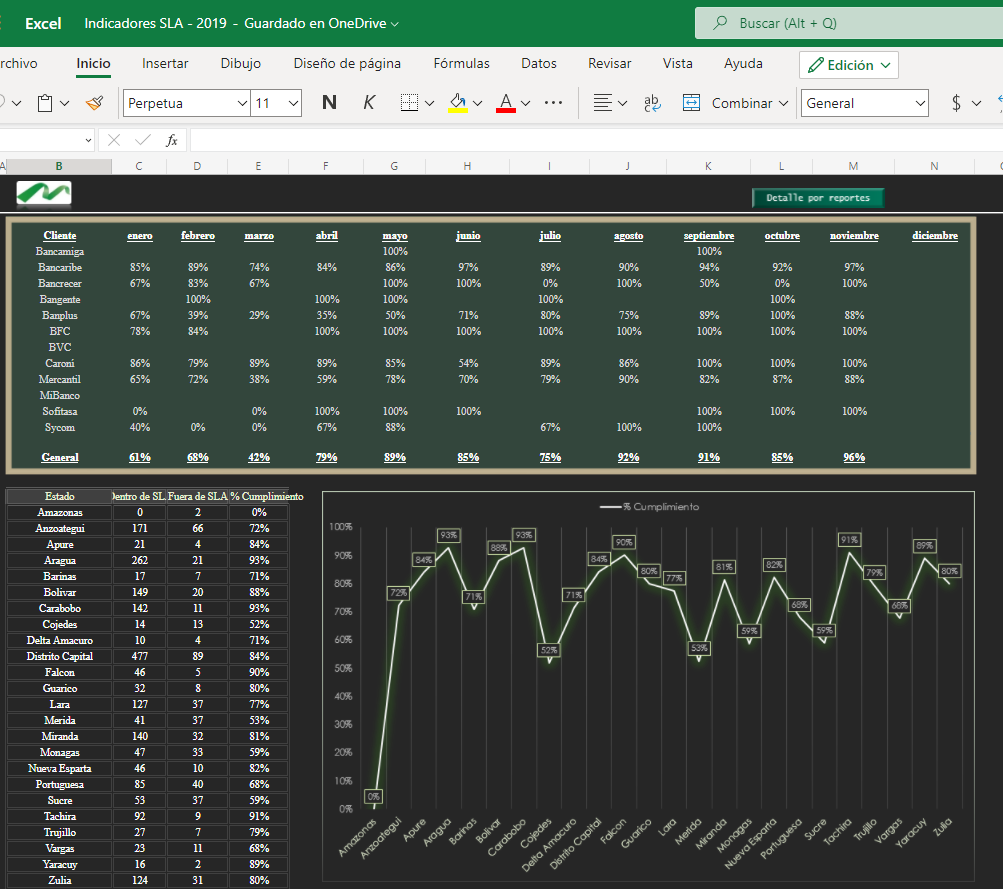 Excel Indicadores SLA - 2019 - Guardado en OneDrive Buscar (Alt + Q)
rchivo Inicio Insertar Dibujo Diseño de página Fórmulas Datos Revisar Vista Ayuda Edición
Perpetua 11 N K A ... ab Combinar General $
fx
A B C D E F G H I J K L M N
Detalle por reportes
Cliente enero febrero marzo abril mayo junio julio agosto septiembre octubre noviembre diciembre
Bancamiga 100% 100%
Bancaribe 85% 89% 74% 84% 86% 97% 89% 90% 94% 92% 97%
Bancrecer 67% 83% 67% 100% 100% 0% 100% 50% 0% 100%
Bangente 100% 100% 100% 100% 100%
Banplus 67% 39% 29% 35% 50% 71% 80% 75% 89% 100% 88%
BFC 78% 84% 100% 100% 100% 100% 100% 100% 100% 100%
BVC
Caroni 86% 79% 89% 89% 85% 54% 89% 86% 100% 100% 100%
Mercantil 65% 72% 38% 59% 78% 70% 79% 90% 82% 87% 88%
MiBanco
Sofitasa 0% 0% 100% 100% 100% 100% 100% 100%
Sycom 40% 0% 0% 67% 88% 67% 100% 100%
General 61% 68% 42% 79% 89% 85% 75% 92% 91% 85% 96%
Estado Dentro de SL Fuera de SLA % Cumplimiento
Amazonas 0 2 0%
Anzoategui 171 66 72%
Apure 21 4 84%
Aragua 262 21 93%
Barinas 17 7 71%
Bolivar 149 20 88%
Carabobo 142 11 93%
Cojedes 14 13 52%
Delta Amacuro 10 4 71%
Distrito Capital 477 89 84%
Falcon 46 5 90%
Guarico 32 8 80%
Lara 127 37 77%
Merida 41 37 53%
Miranda 140 32 81%
Monagas 47 33 59%
Nueva Esparta 46 10 82%
Portuguesa 85 40 68%
Sucre 53 37 59%
Tachira 92 9 91%
Trujillo 27 7 79%
Vargas 23 11 68%
Yaracuy 16 2 89%
Zulia 124 31 80%
% Cumplimiento
100%
90%
80%
70%
60%
50%
40%
30%
20%
10%
0%
0% 72% 84% 93% 71% 88% 93% 52% 71% 84% 90% 80% 77% 53% 81% 59% 82% 68% 59% 91% 79% 68% 89% 80%
Amazonas Anzoategui Apure Aragua Barinas Bolivar Carabobo Cojedes Delta Amacuro Distrito Capital Falcon Guarico Lara Merida Miranda Monagas Nueva Esparta Portuguesa Sucre Tachira Trujillo Vargas Yaracuy Zulia